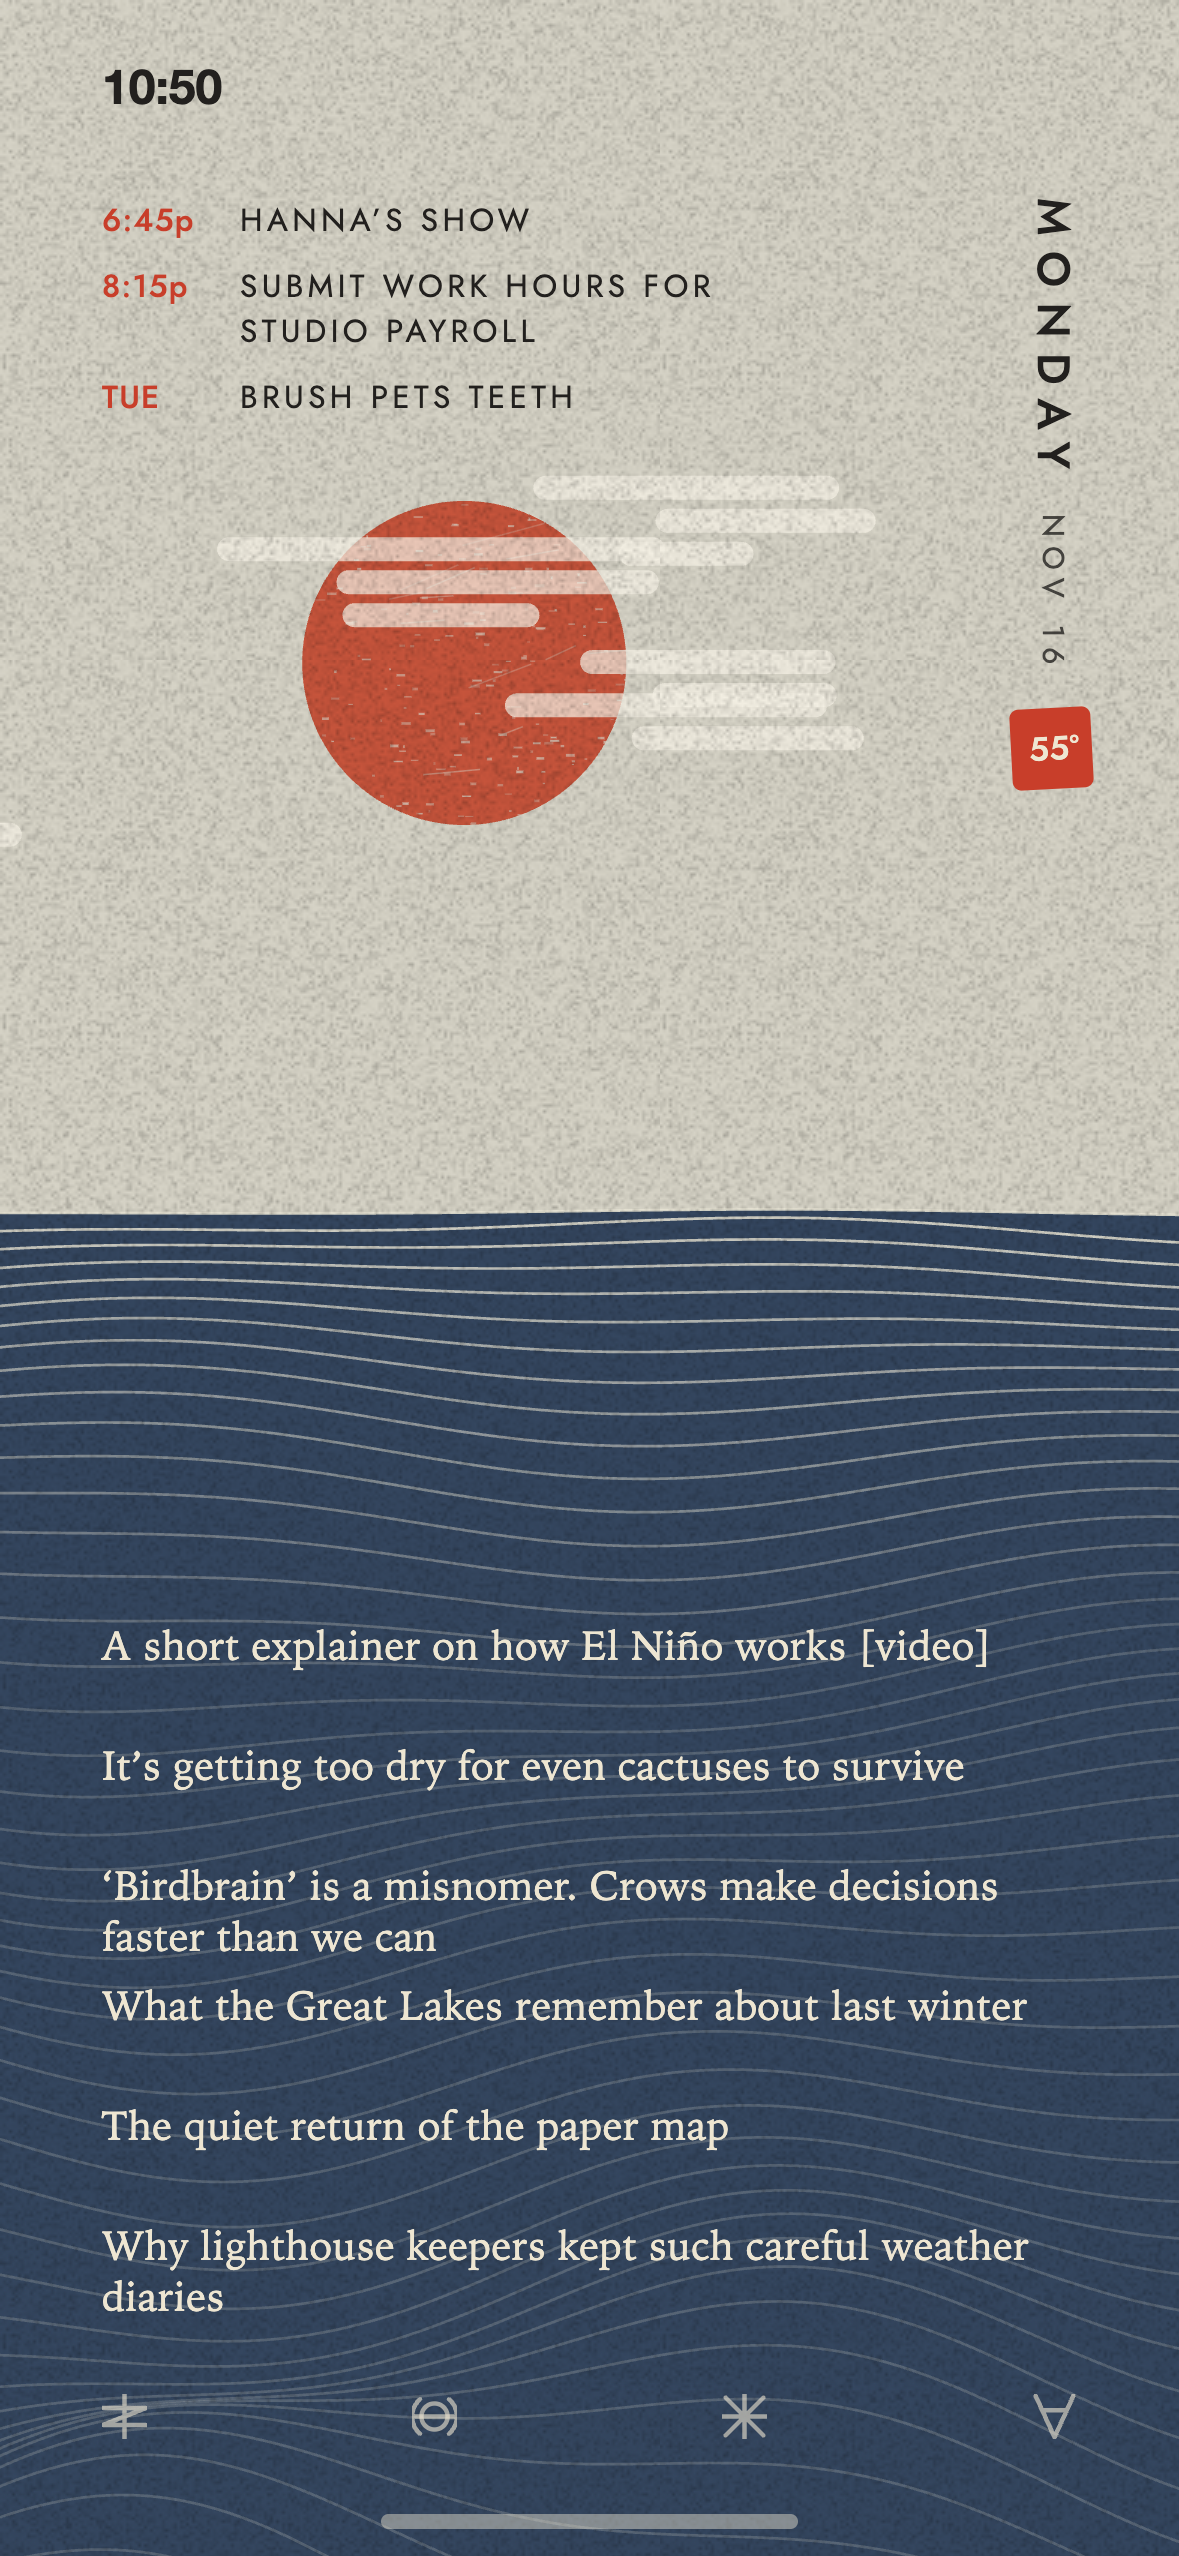 10:50
6:45p HANNA’S SHOW
8:15p SUBMIT WORK HOURS FOR
STUDIO PAYROLL
TUE BRUSH PETS TEETH
MONDAY NOV 16
55°
A short explainer on how El Niño works [video]
It’s getting too dry for even cactuses to survive
‘Birdbrain’ is a misnomer. Crows make decisions
faster than we can
What the Great Lakes remember about last winter
The quiet return of the paper map
Why lighthouse keepers kept such careful weather
diaries